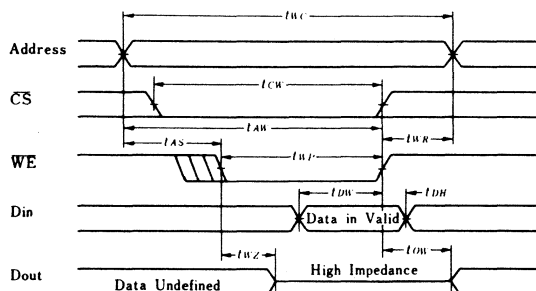 tWC
Address
tCW
CS
tAW
tAS
tWR
WE
tWP
tDW
tDH
Din
Data in Valid
tWZ
tOW
Dout
High Impedance
Data Undefined